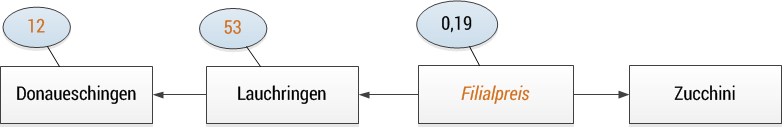 12
53
0,19
Donaueschingen
Lauchringen
Filialpreis
Zucchini